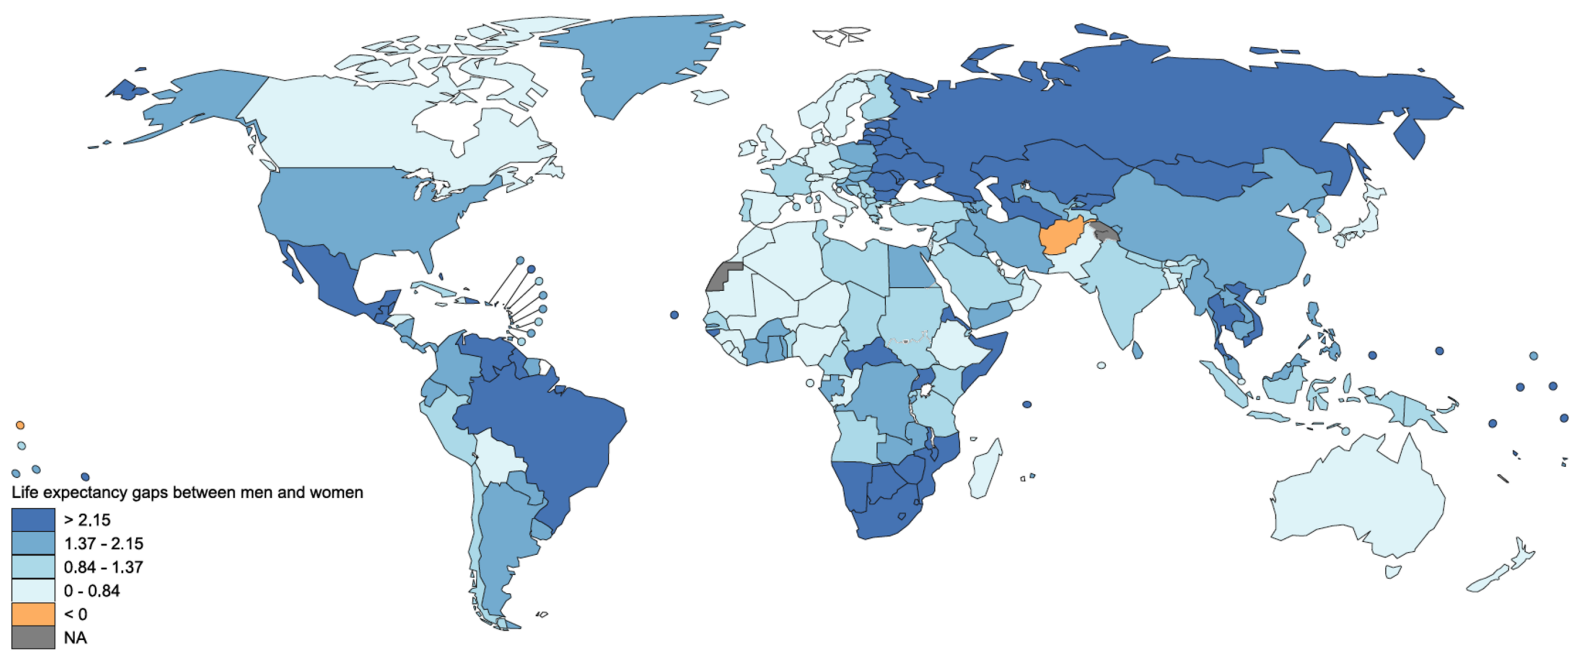 Life expectancy gaps between men and women
> 2.15
1.37 - 2.15
0.84 - 1.37
0 - 0.84
< 0
NA